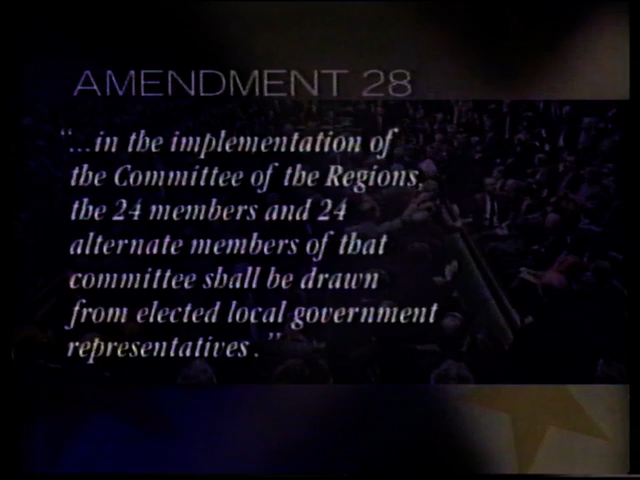 AMENDMENT 28
“...in the implementation of
the Committee of the Regions,
the 24 members and 24
alternate members of that
committee shall be drawn
from elected local government
representatives.”